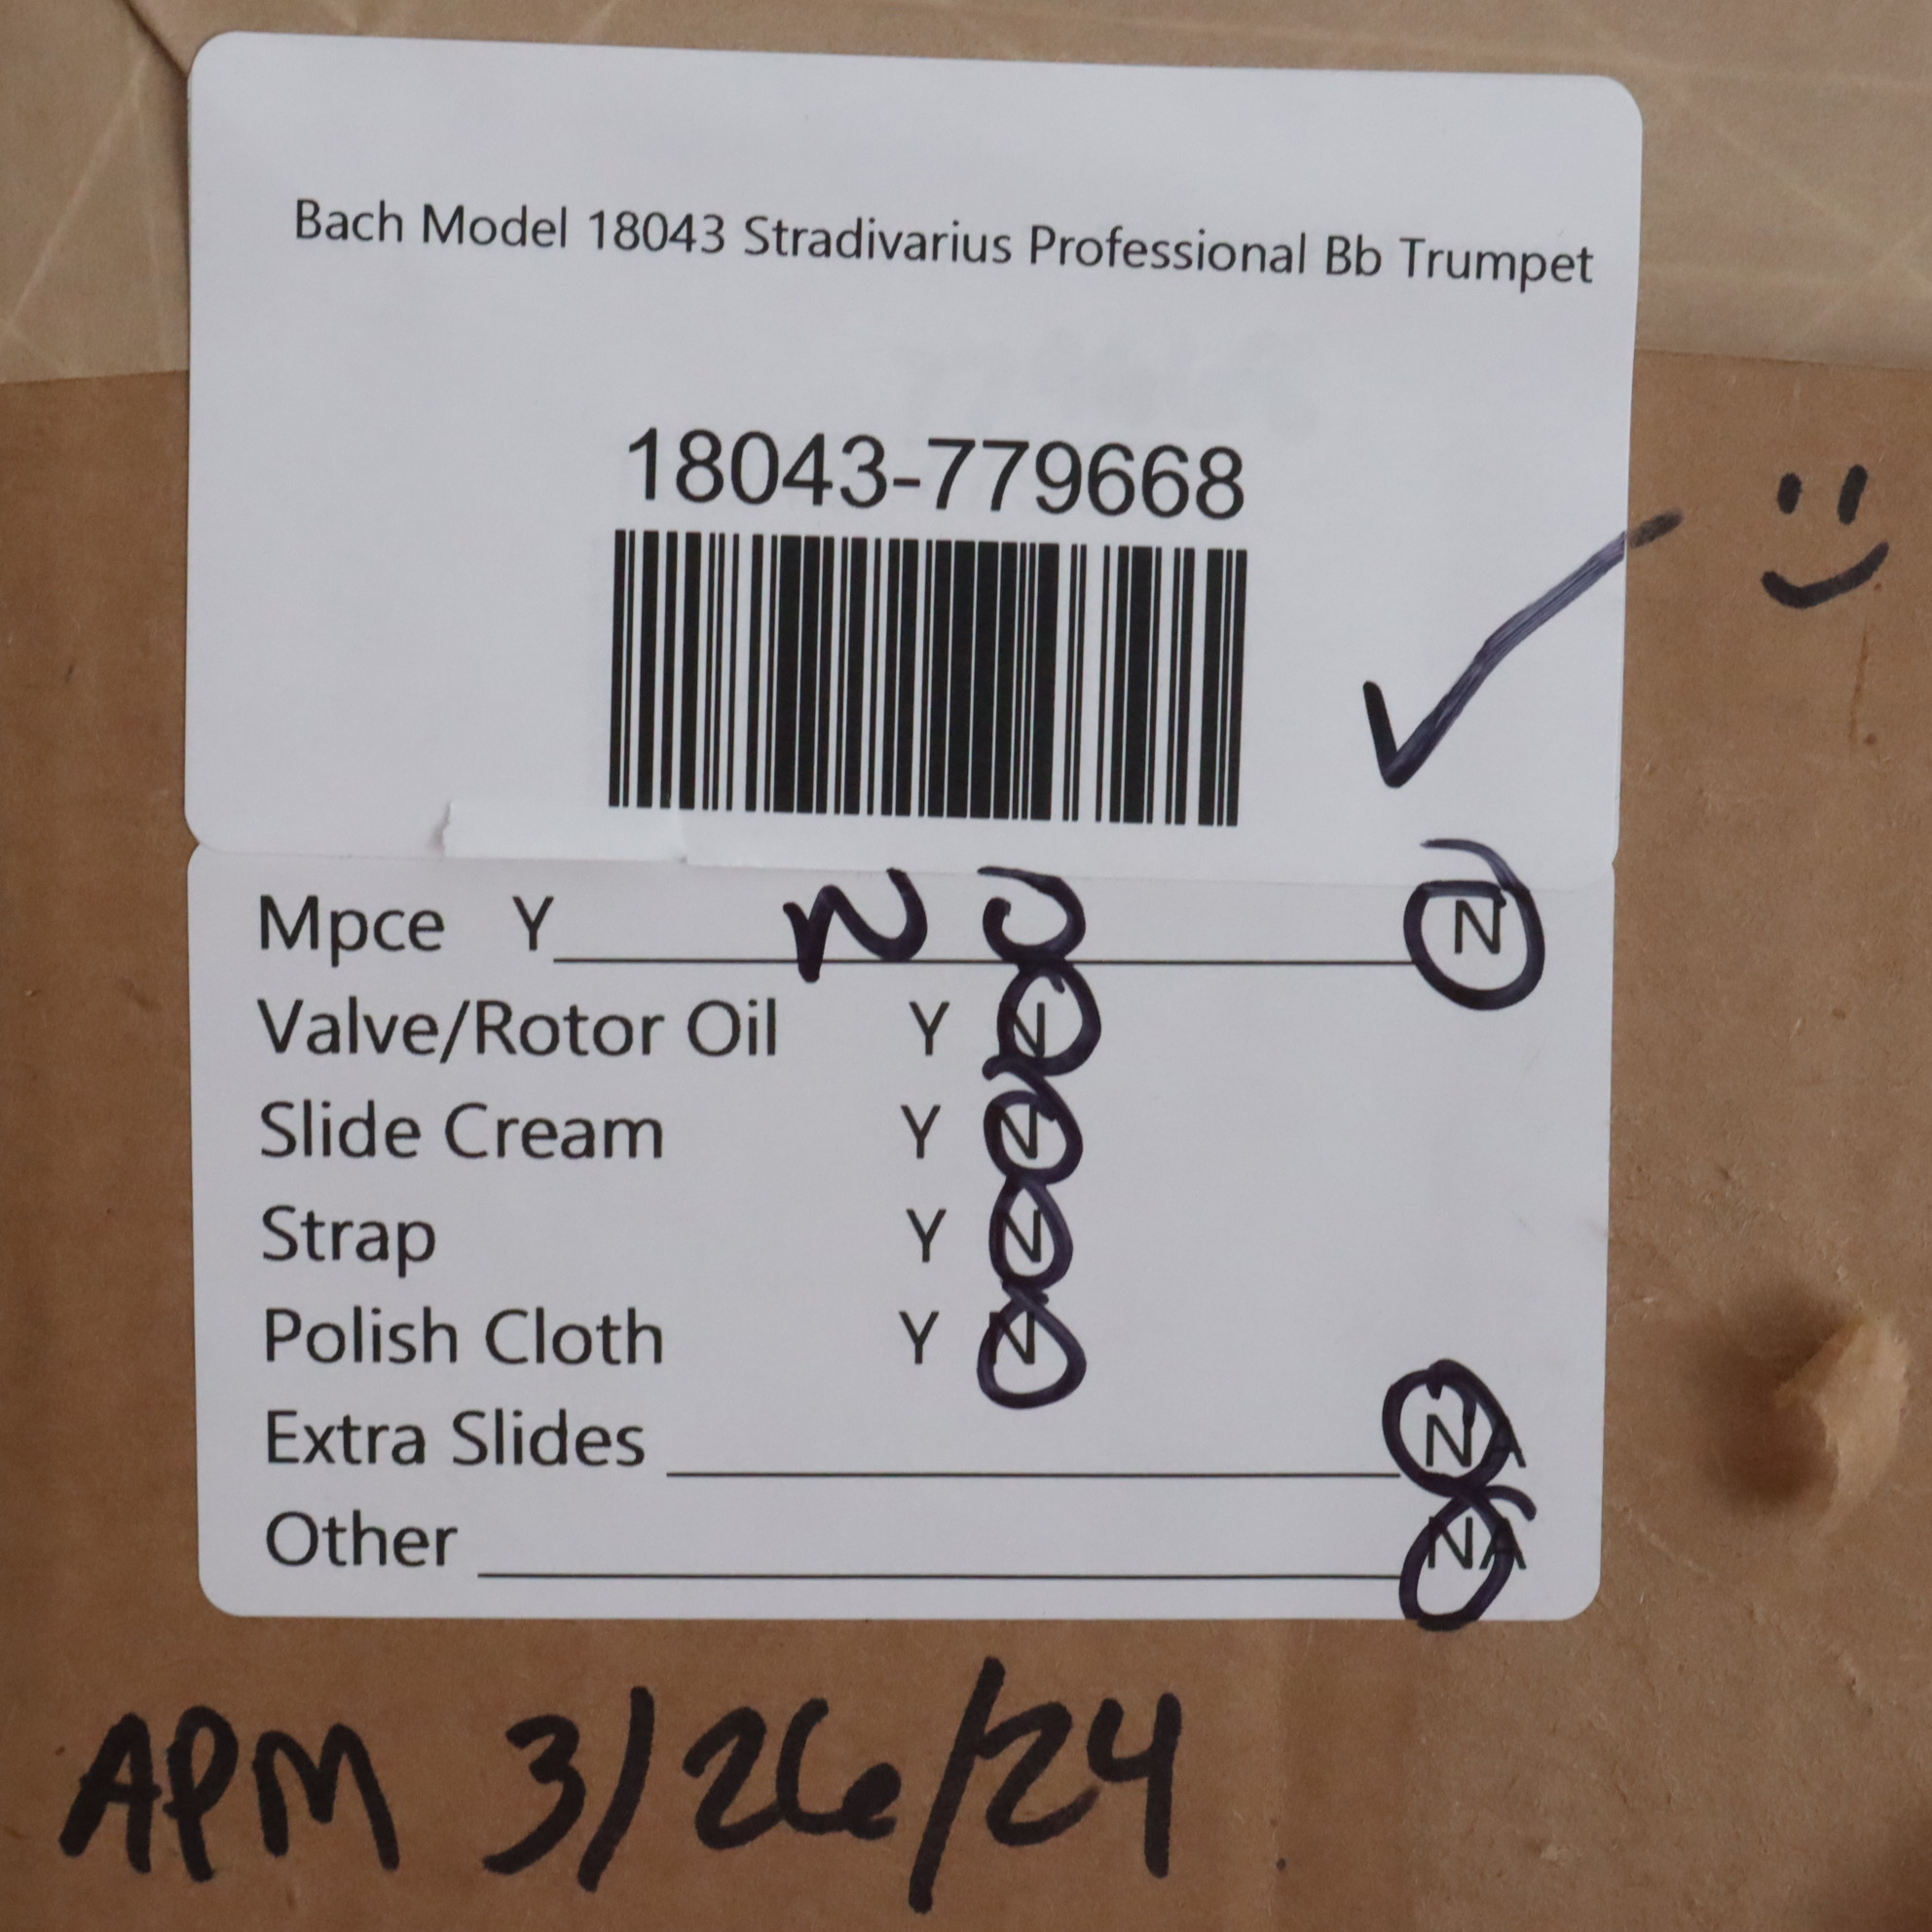 Bach Model 18043 Stradivarius Professional Bb Trumpet
18043-779668
Mpce Y NO N
Valve/Rotor Oil Y N
Slide Cream Y N
Strap Y N
Polish Cloth Y N
Extra Slides NA
Other NA
APM 3/26/24